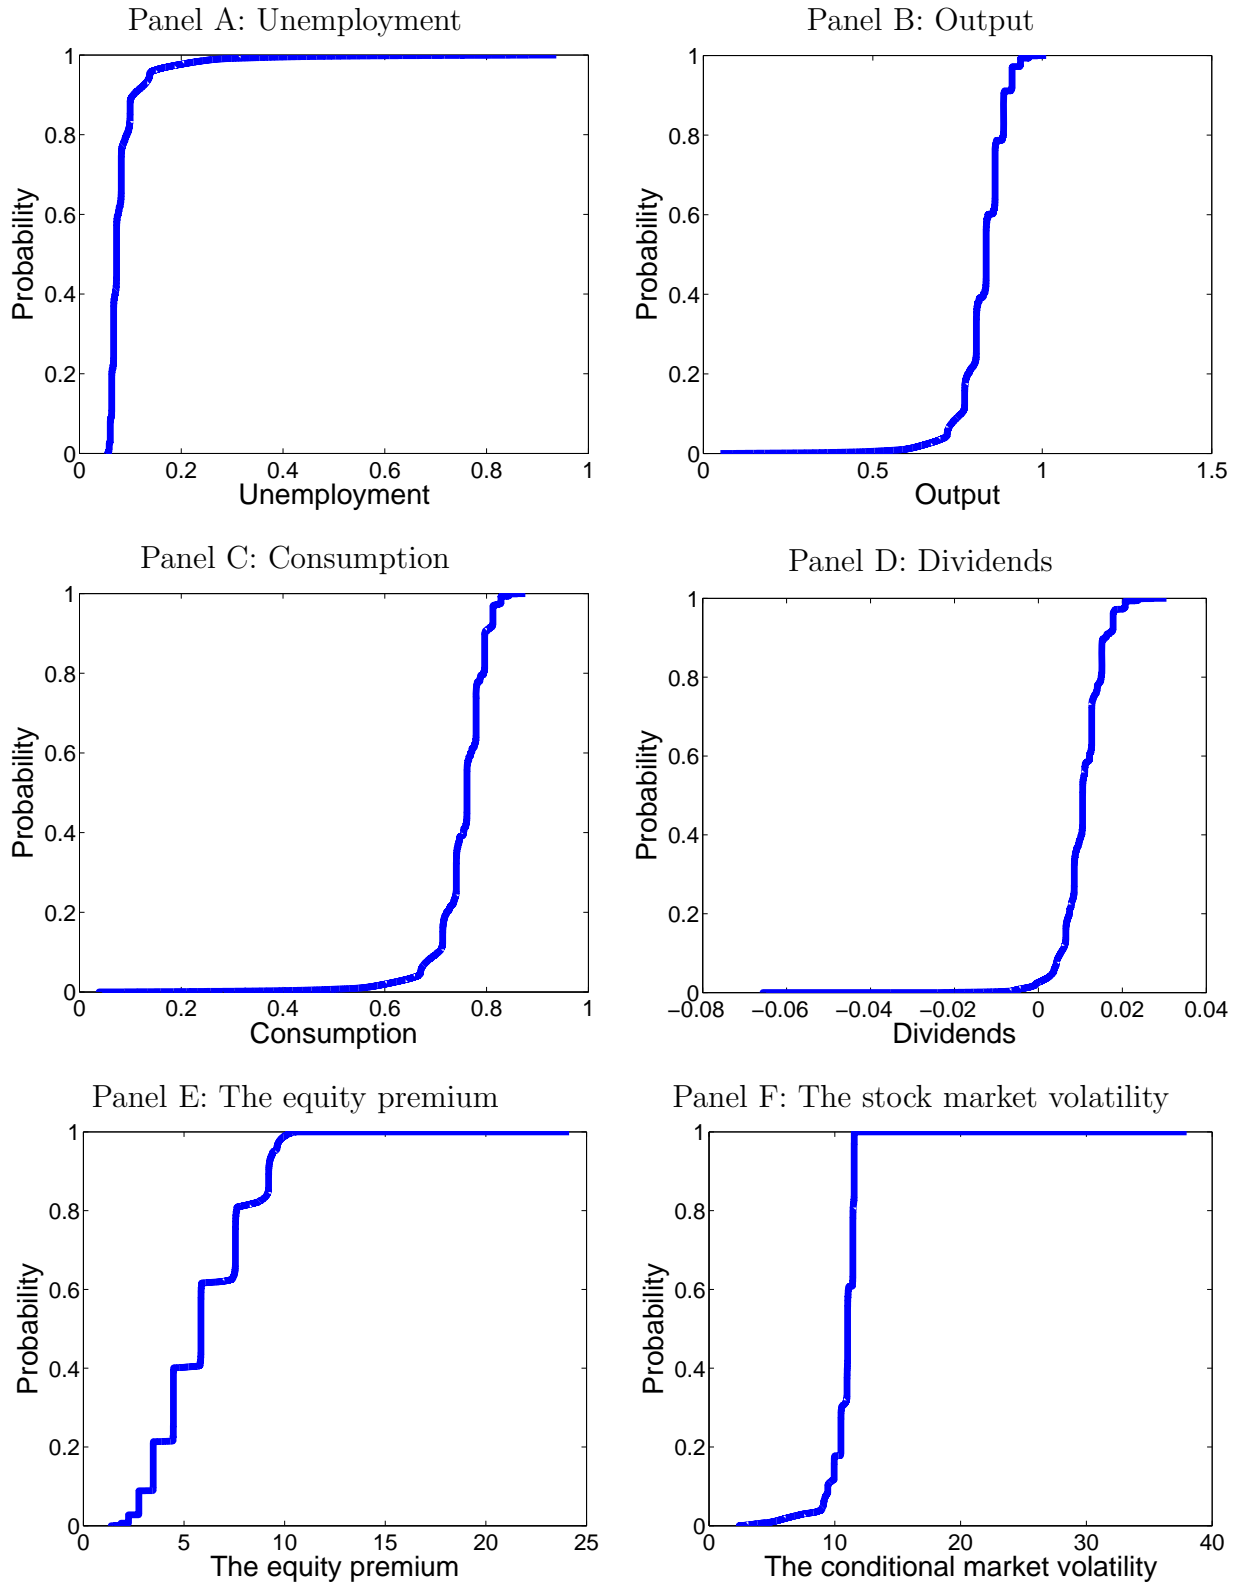 Panel A: Unemployment
1
0.8
0.6
0.4
0.2
0
0 0.2 0.4 0.6 0.8 1
Probability
Unemployment
Panel B: Output
1
0.8
0.6
0.4
0.2
0
0 0.5 1 1.5
Probability
Output
Panel C: Consumption
1
0.8
0.6
0.4
0.2
0
0 0.2 0.4 0.6 0.8 1
Probability
Consumption
Panel D: Dividends
1
0.8
0.6
0.4
0.2
0
−0.08 −0.06 −0.04 −0.02 0 0.02 0.04
Probability
Dividends
Panel E: The equity premium
1
0.8
0.6
0.4
0.2
0
0 5 10 15 20 25
Probability
The equity premium
Panel F: The stock market volatility
1
0.8
0.6
0.4
0.2
0
0 10 20 30 40
Probability
The conditional market volatility